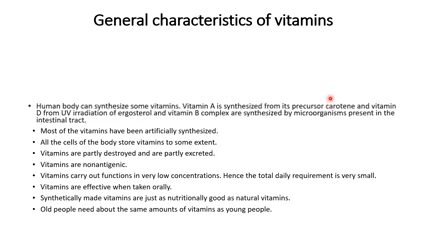 General characteristics of vitamins
• Human body can synthesize some vitamins. Vitamin A is synthesized from its precursor carotene and vitamin
D from UV irradiation of ergosterol and vitamin B complex are synthesized by microorganisms present in the
intestinal tract.
• Most of the vitamins have been artificially synthesized.
• All the cells of the body store vitamins to some extent.
• Vitamins are partly destroyed and are partly excreted.
• Vitamins are nonantigenic.
• Vitamins carry out functions in very low concentrations. Hence the total daily requirement is very small.
• Vitamins are effective when taken orally.
• Synthetically made vitamins are just as nutritionally good as natural vitamins.
• Old people need about the same amounts of vitamins as young people.